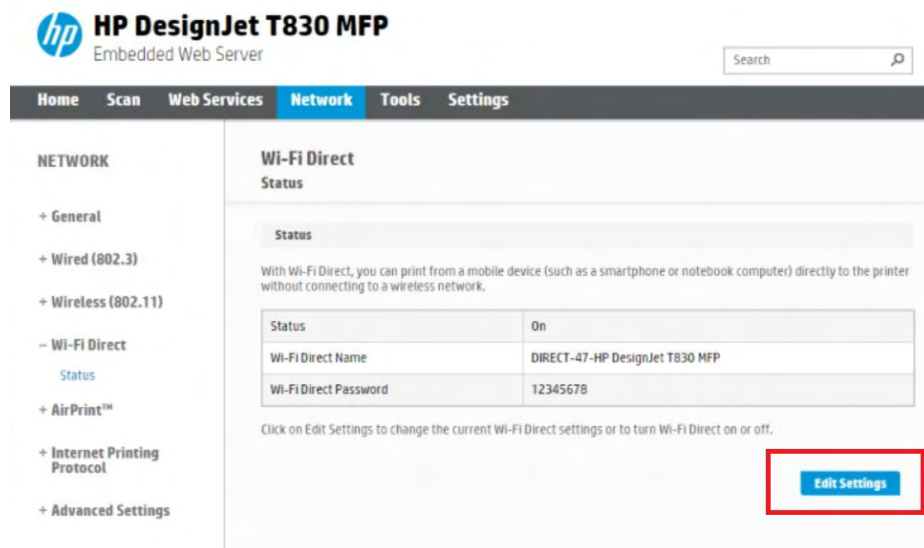 hp
HP DesignJet T830 MFP
Embedded Web Server
Search
Home Scan Web Services Network Tools Settings
NETWORK
+ General
+ Wired (802.3)
+ Wireless (802.11)
– Wi-Fi Direct
Status
+ AirPrint™
+ Internet Printing
Protocol
+ Advanced Settings
Wi-Fi Direct
Status
Status
With Wi-Fi Direct, you can print from a mobile device (such as a smartphone or notebook computer) directly to the printer
without connecting to a wireless network.
Status On
Wi-Fi Direct Name DIRECT-47-HP DesignJet T830 MFP
Wi-Fi Direct Password 12345678
Click on Edit Settings to change the current Wi-Fi Direct settings or to turn Wi-Fi Direct on or off.
Edit Settings